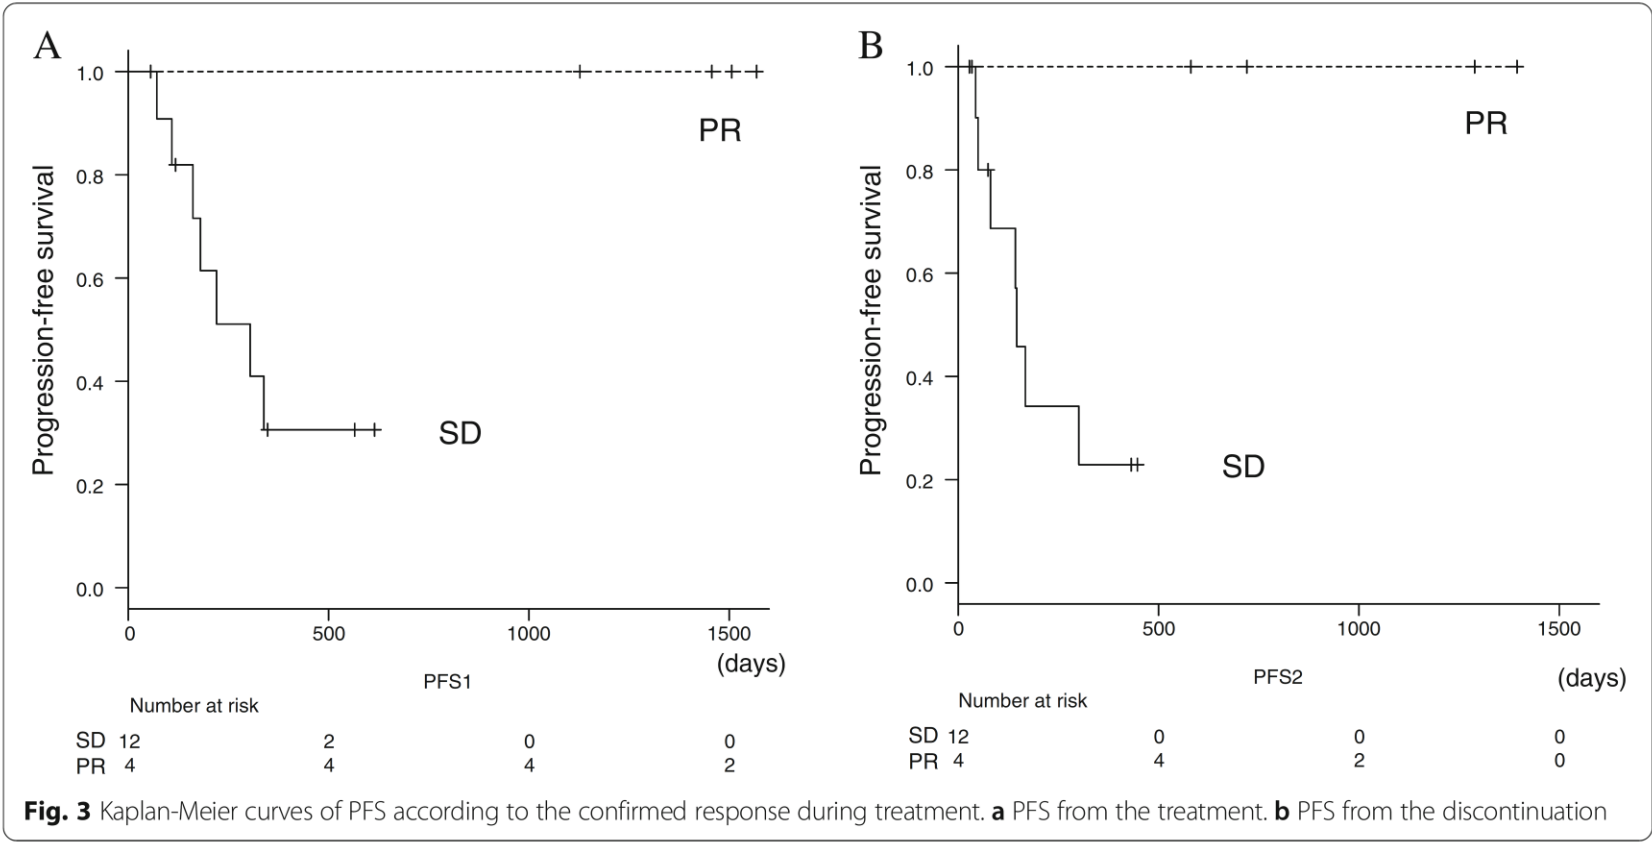 A
1.0
0.8
0.6
0.4
0.2
0.0
Progression-free survival
PR
SD
0 500 1000 1500
(days)
PFS1
Number at risk
SD 12 2 0 0
PR 4 4 4 2
B
1.0
0.8
0.6
0.4
0.2
0.0
Progression-free survival
PR
SD
0 500 1000 1500
PFS2
(days)
Number at risk
SD 12 0 0 0
PR 4 4 2 0
Fig. 3 Kaplan-Meier curves of PFS according to the confirmed response during treatment. a PFS from the treatment. b PFS from the discontinuation